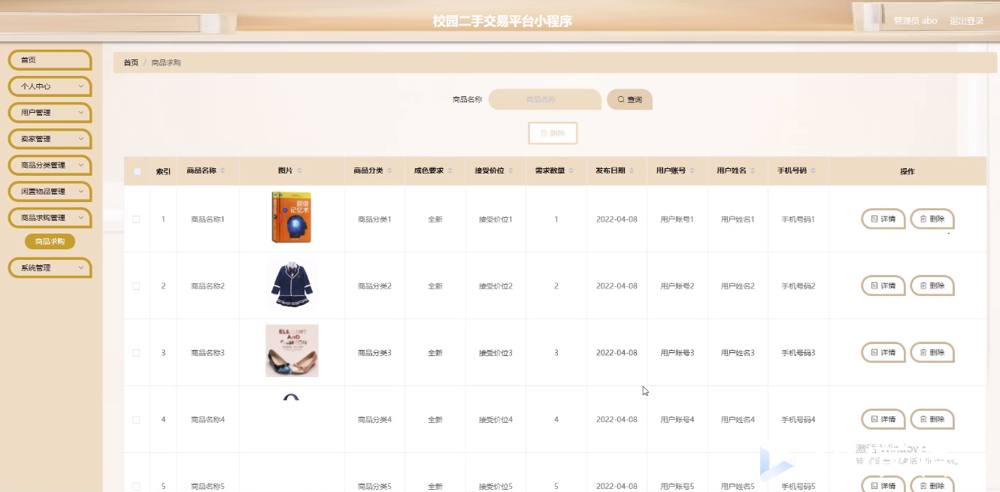 校园二手交易平台小程序
管理员 abo 退出登录
首页
个人中心
用户管理
卖家管理
商品分类管理
闲置物品管理
商品求购管理
商品求购
系统管理
首页 / 商品求购
商品名称 商品名称 查询
删除
索引 商品名称 图片 商品分类 成色要求 接受价位 需求数量 发布日期 用户账号 用户姓名 手机号码 操作
超级
记忆术
1 商品名称1 商品分类1 全新 接受价位1 1 2022-04-08 用户账号1 用户姓名1 手机号码1 详情 删除
2 商品名称2 商品分类2 全新 接受价位2 2 2022-04-08 用户账号2 用户姓名2 手机号码2 详情 删除
ELEGANT
AND
FASHION
3 商品名称3 商品分类3 全新 接受价位3 3 2022-04-08 用户账号3 用户姓名3 手机号码3 详情 删除
4 商品名称4 商品分类4 全新 接受价位4 4 2022-04-08 用户账号4 用户姓名4 手机号码4 详情 删除
激活 Windows
5 商品名称5 商品分类5 全新 接受价位5 5 2022-04-08 用户账号5 用户姓名5 手机号码5 详情 删除